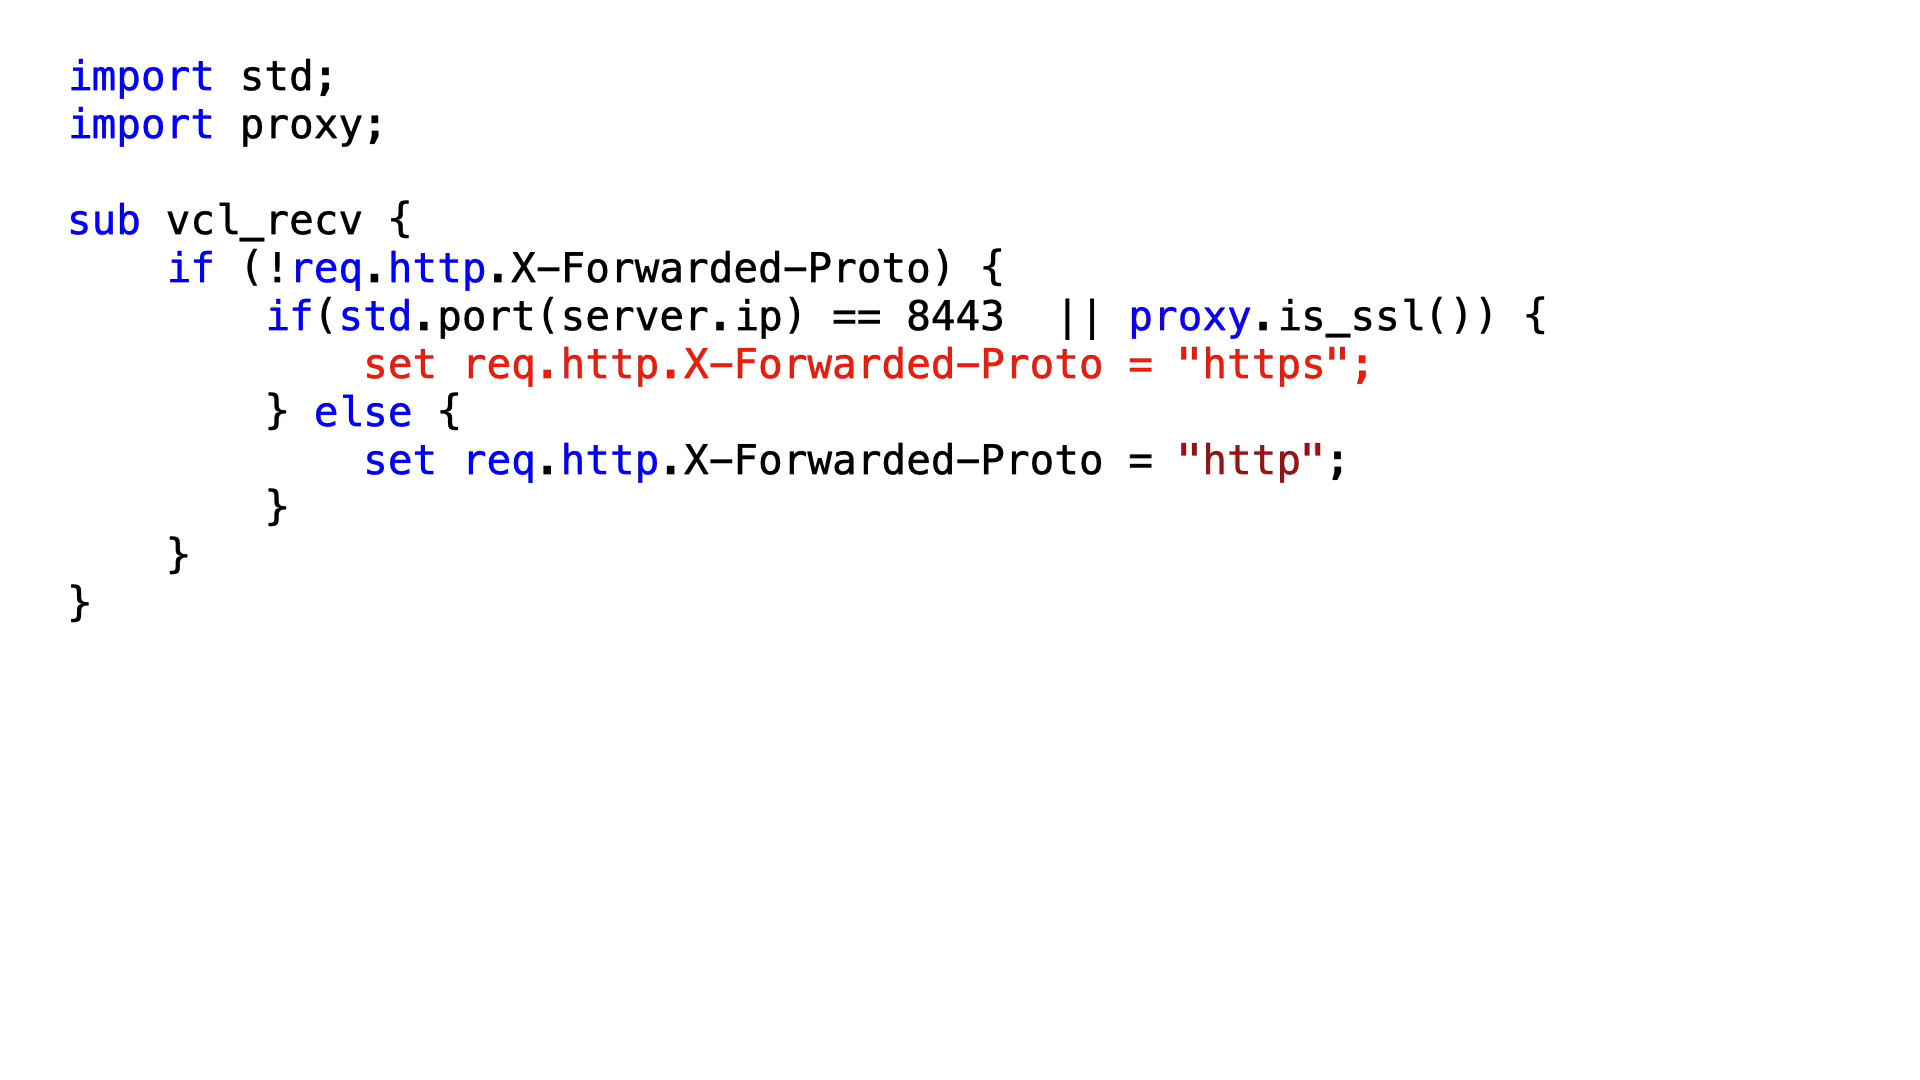 import std;
import proxy;

sub vcl_recv {
    if (!req.http.X-Forwarded-Proto) {
        if(std.port(server.ip) == 8443  || proxy.is_ssl()) {
            set req.http.X-Forwarded-Proto = "https";
        } else {
            set req.http.X-Forwarded-Proto = "http";
        }
    }
}